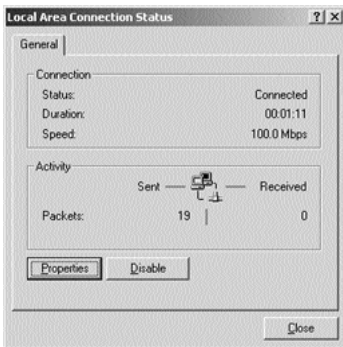 Local Area Connection Status ? x
General
Connection
Status: Connected
Duration: 00:01:11
Speed: 100.0 Mbps
Activity
Sent Received
Packets: 19 0
Properties Disable
Close